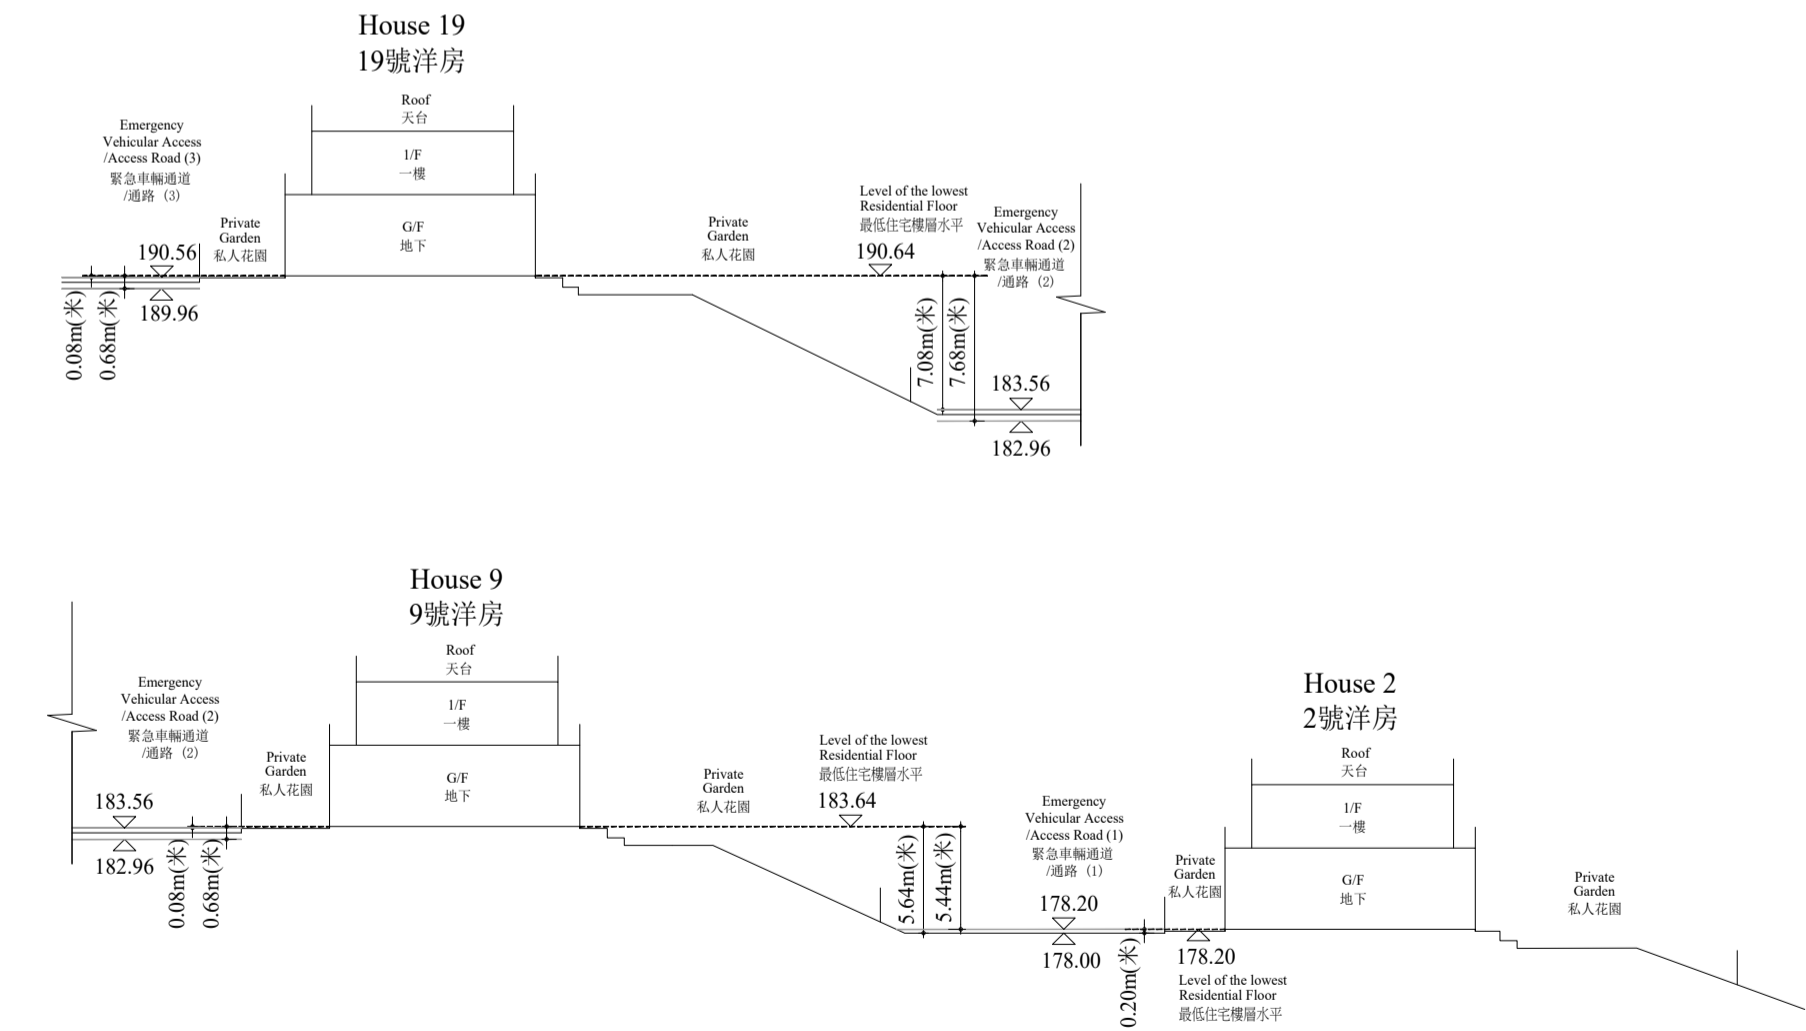 House 19
19號洋房
Roof
天台
Emergency
Vehicular Access
/Access Road (3)
緊急車輛通道
/通路 (3)
1/F
一樓
Private
Garden
私人花園
G/F
地下
Private
Garden
私人花園
Level of the lowest
Residential Floor
最低住宅樓層水平
190.64
Emergency
Vehicular Access
/Access Road (2)
緊急車輛通道
/通路 (2)
190.56
189.96
0.08m(米)
0.68m(米)
7.08m(米)
7.68m(米)
183.56
182.96
House 9
9號洋房
Roof
天台
Emergency
Vehicular Access
/Access Road (2)
緊急車輛通道
/通路 (2)
1/F
一樓
Private
Garden
私人花園
G/F
地下
Private
Garden
私人花園
Level of the lowest
Residential Floor
最低住宅樓層水平
183.64
183.56
182.96
0.08m(米)
0.68m(米)
5.64m(米)
5.44m(米)
House 2
2號洋房
Roof
天台
Emergency
Vehicular Access
/Access Road (1)
緊急車輛通道
/通路 (1)
1/F
一樓
Private
Garden
私人花園
G/F
地下
Private
Garden
私人花園
178.20
178.00
0.20m(米)
178.20
Level of the lowest
Residential Floor
最低住宅樓層水平